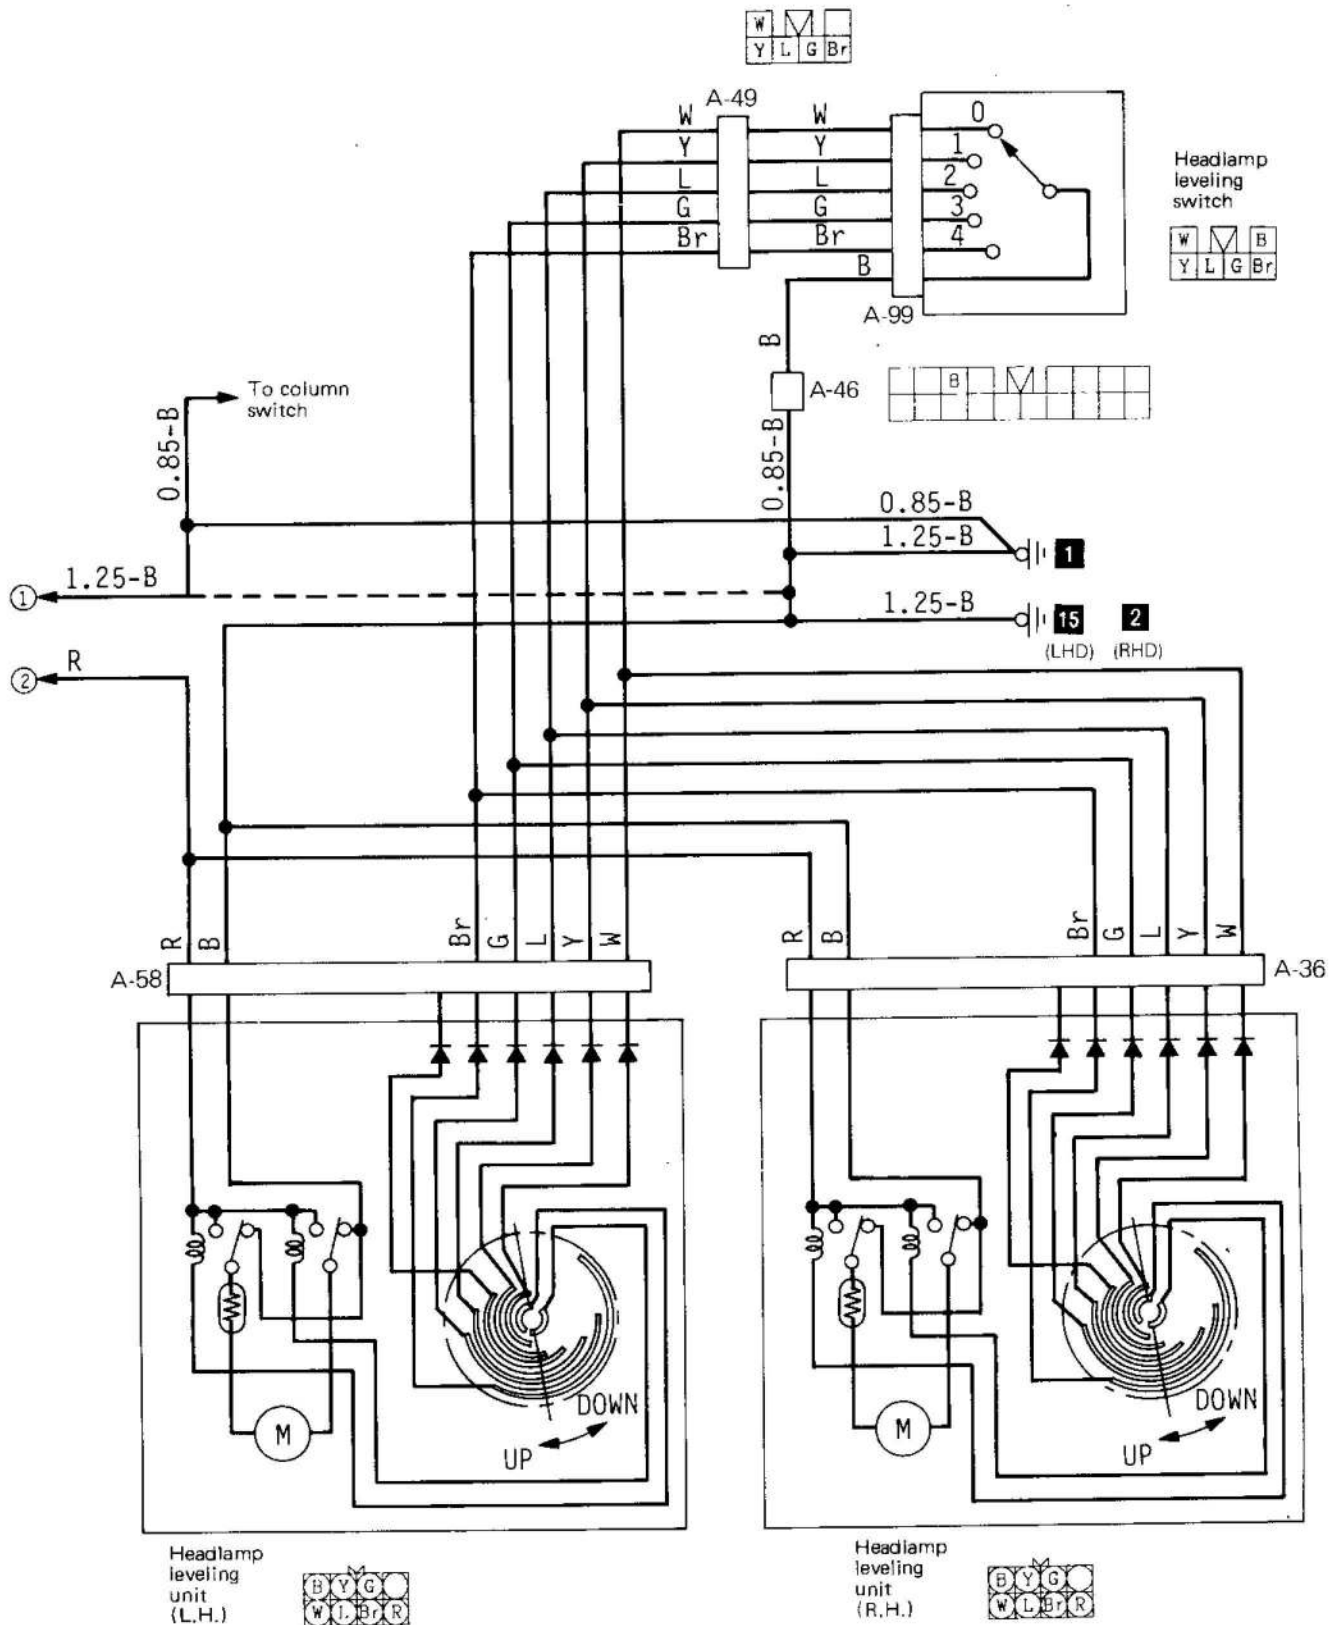 W
Y L G Br
A-49
W W 0
Y Y 1
L L 2
G G 3
Br Br 4
B
A-99
Headlamp
leveling
switch
W B
Y L G Br
B
A-46
B
To column
switch
0.85-B
0.85-B
0.85-B
1.25-B
1
1 1.25-B
1.25-B
15 2
(LHD) (RHD)
2 R
R B Br G L Y W
R B Br G L Y W
A-58
A-36
M
DOWN
UP
M
DOWN
UP
Headlamp
leveling
unit
(L.H.)
B Y G
W L Br R
Headlamp
leveling
unit
(R.H.)
B Y G
W L Br R